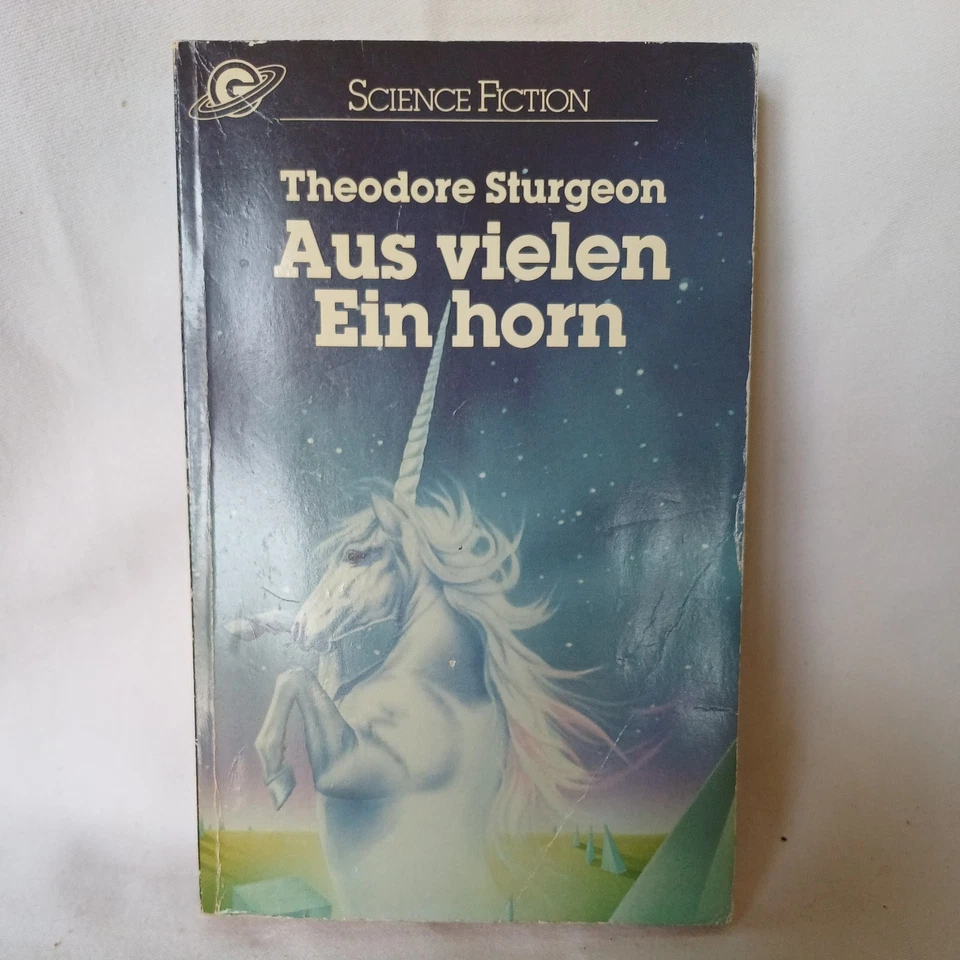 G
SCIENCE FICTION
Theodore Sturgeon
Aus vielen
Ein horn